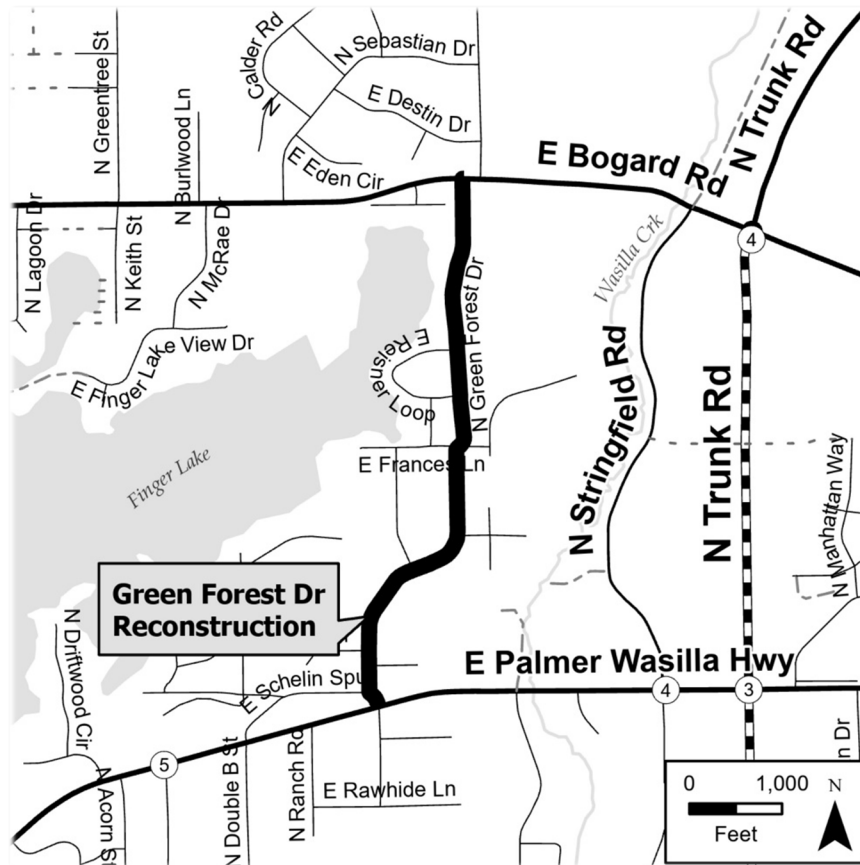 N Greentree St
N Burlwood Ln
N Calder Rd
N Sebastian Dr
E Destin Dr
E Eden Cir
E Bogard Rd
N Trunk Rd
N Lagoon Dr
N Keith St
N McRae Dr
Wasilla Crk
4
E Finger Lake View Dr
E Reisner Loop
N Green Forest Dr
N Stringfield Rd
N Trunk Rd
Finger Lake
E Frances Ln
N Manhattan Way
Green Forest Dr
Reconstruction
N Driftwood Cir
E Schelin Spu
E Palmer Wasilla Hwy
4
3
5
N Acorn St
N Double B St
N Ranch Rd
E Rawhide Ln
n Dr
0 1,000
Feet
N